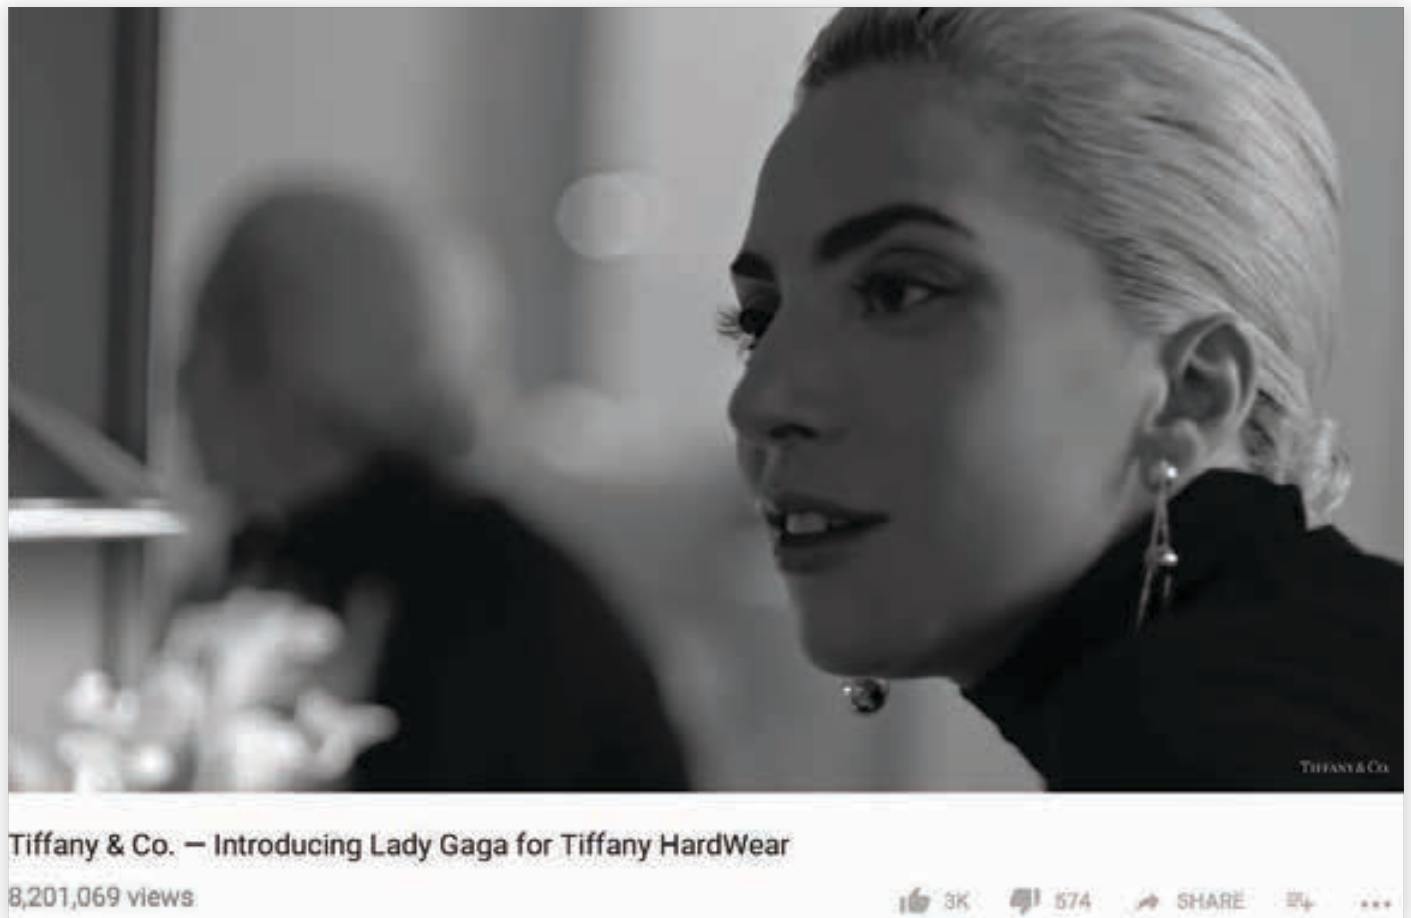 TIFFANY & CO.
Tiffany & Co. — Introducing Lady Gaga for Tiffany HardWear
8,201,069 views
3K
574
SHARE